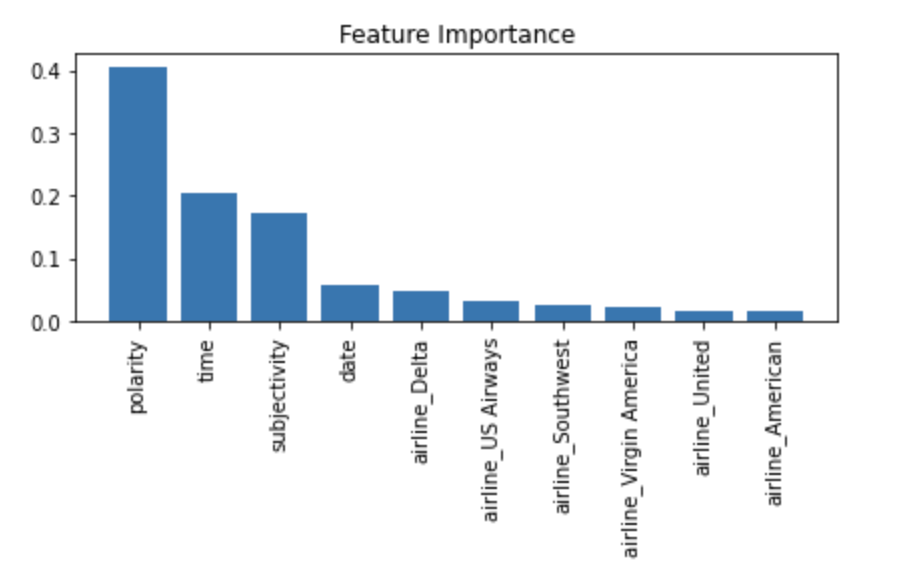 Feature Importance
0.4
0.3
0.2
0.1
0.0
polarity
time
subjectivity
date
airline_Delta
airline_US Airways
airline_Southwest
airline_Virgin America
airline_United
airline_American